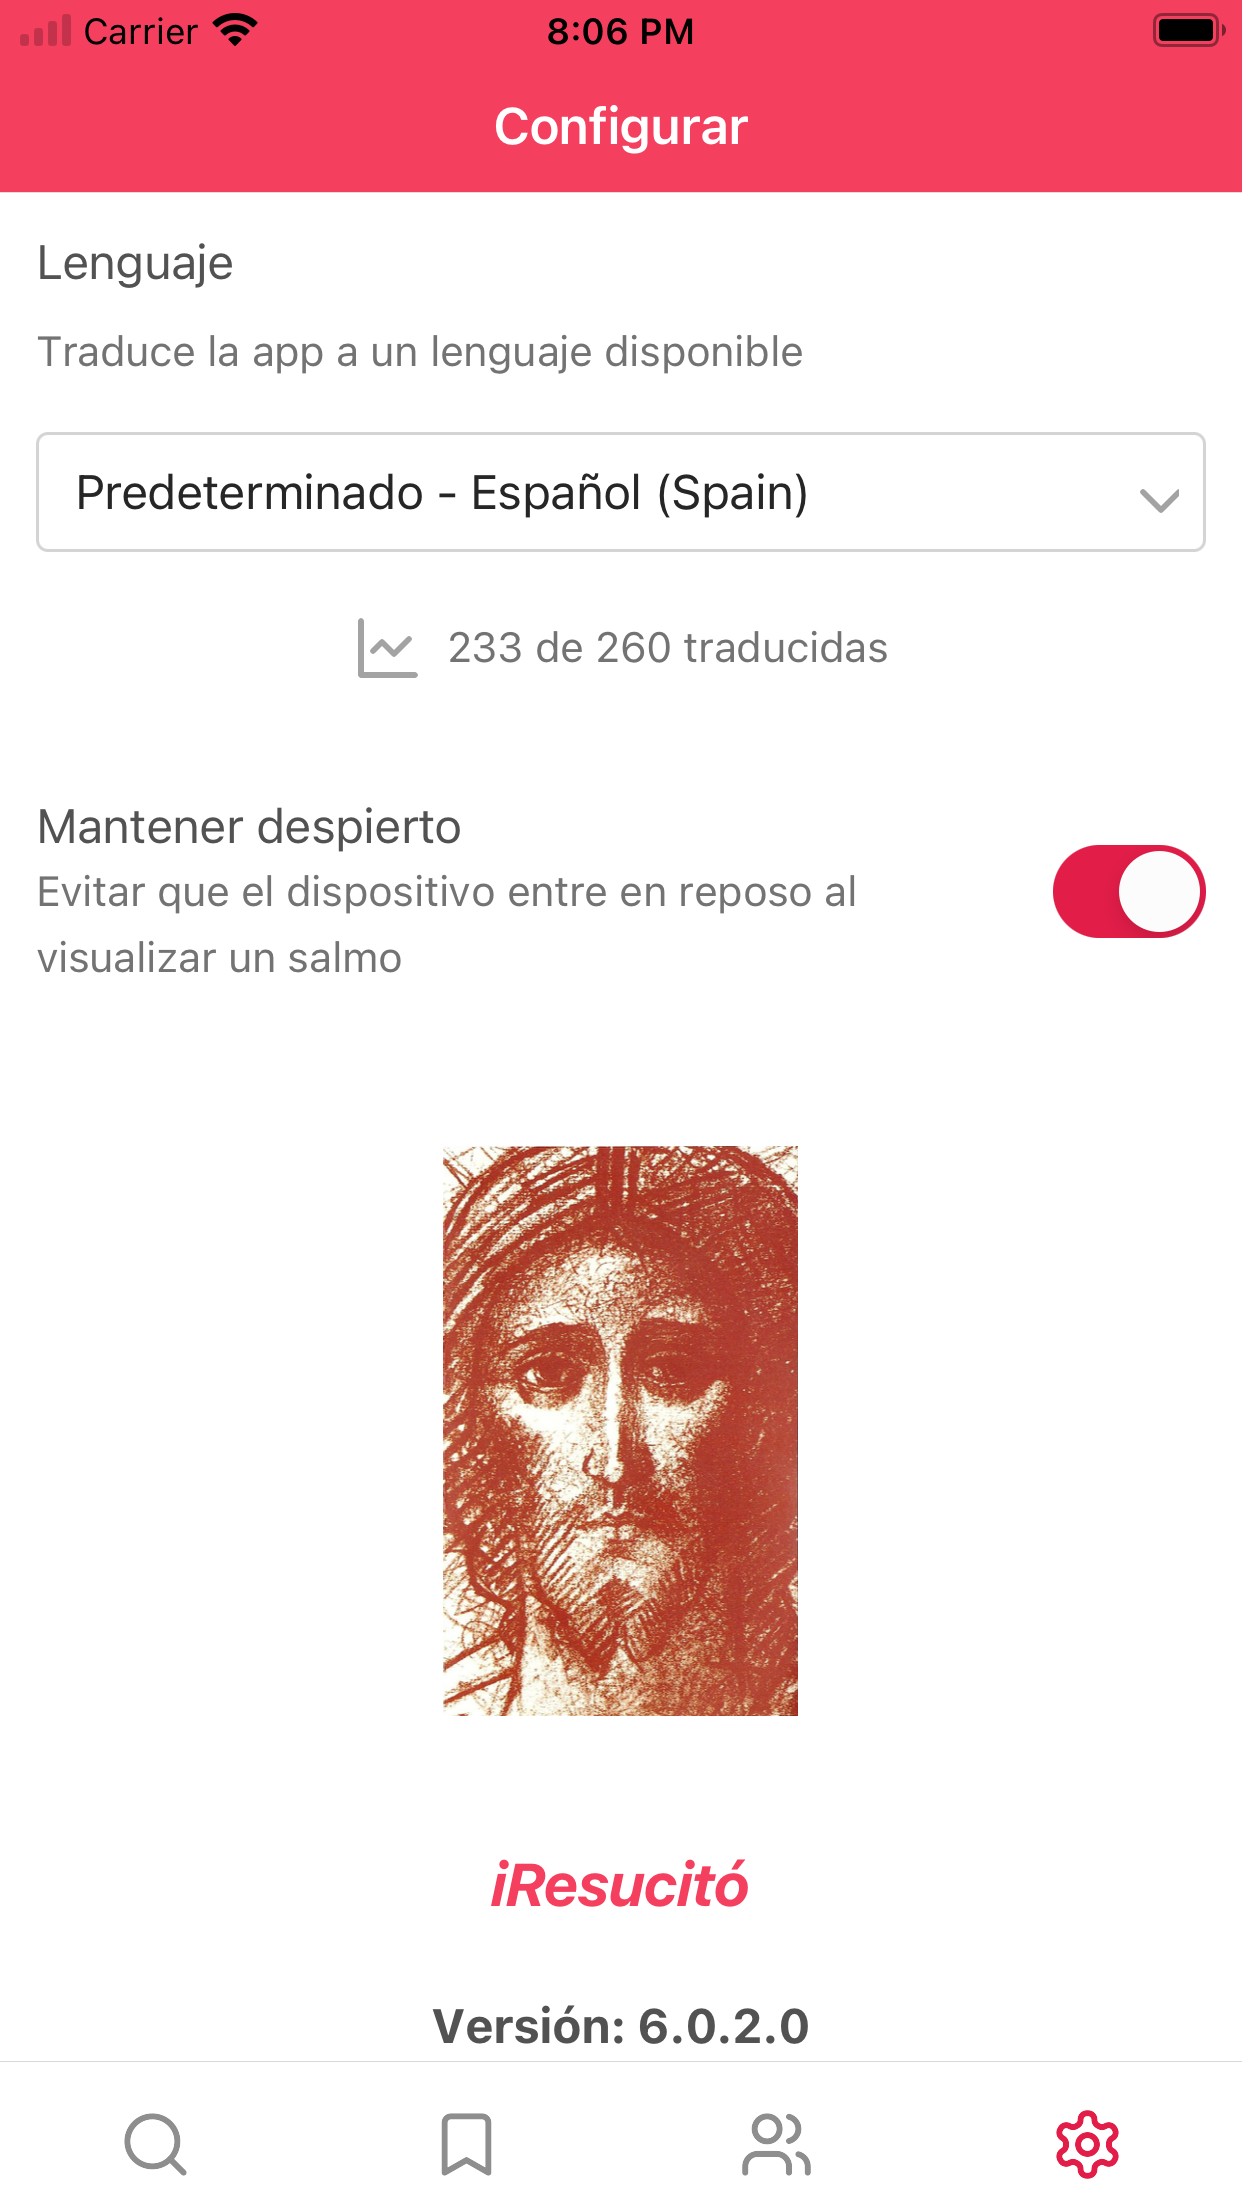 Carrier 8:06 PM
Configurar
Lenguaje
Traduce la app a un lenguaje disponible
Predeterminado - Español (Spain)
233 de 260 traducidas
Mantener despierto
Evitar que el dispositivo entre en reposo al
visualizar un salmo
iResucitó
Versión: 6.0.2.0